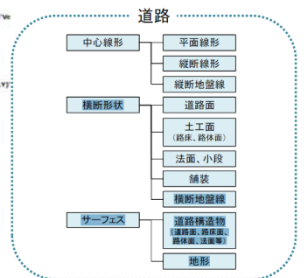 道路
中心線形
平面線形
縦断線形
縦断地盤線
横断形状
道路面
土工面
(路床、路体面)
法面、小段
舗装
横断地盤線
サーフェス
道路構造物
(道路面、路床面、
路体面、法面等)
地形